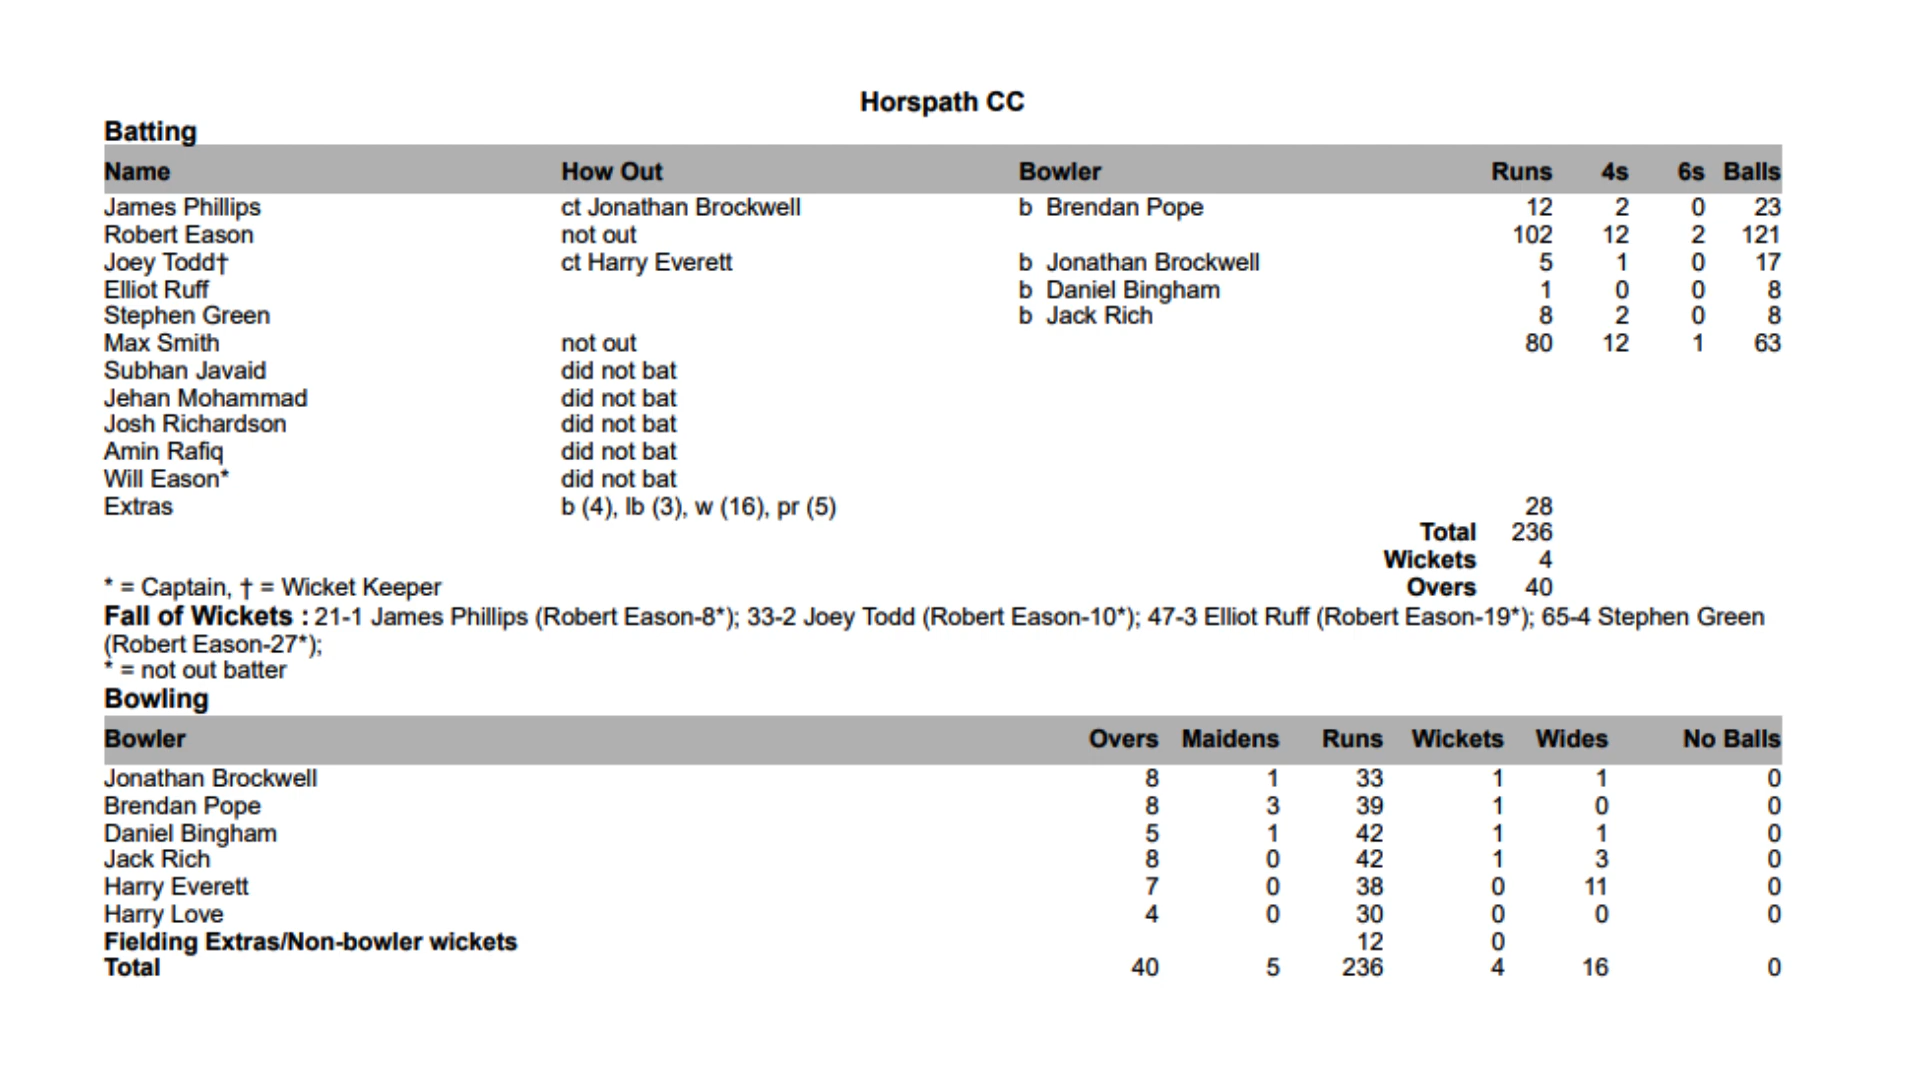 Horspath CC
Batting
Name How Out Bowler Runs 4s 6s Balls
James Phillips ct Jonathan Brockwell b Brendan Pope 12 2 0 23
Robert Eason not out 102 12 2 121
Joey Todd† ct Harry Everett b Jonathan Brockwell 5 1 0 17
Elliot Ruff b Daniel Bingham 1 0 0 8
Stephen Green b Jack Rich 8 2 0 8
Max Smith not out 80 12 1 63
Subhan Javaid did not bat
Jehan Mohammad did not bat
Josh Richardson did not bat
Amin Rafiq did not bat
Will Eason* did not bat
Extras b (4), lb (3), w (16), pr (5) 28
Total 236
Wickets 4
* = Captain, † = Wicket Keeper Overs 40
Fall of Wickets : 21-1 James Phillips (Robert Eason-8*); 33-2 Joey Todd (Robert Eason-10*); 47-3 Elliot Ruff (Robert Eason-19*); 65-4 Stephen Green
(Robert Eason-27*);
* = not out batter
Bowling
Bowler Overs Maidens Runs Wickets Wides No Balls
Jonathan Brockwell 8 1 33 1 1 0
Brendan Pope 8 3 39 1 0 0
Daniel Bingham 5 1 42 1 1 0
Jack Rich 8 0 42 1 3 0
Harry Everett 7 0 38 0 11 0
Harry Love 4 0 30 0 0 0
Fielding Extras/Non-bowler wickets 12 0
Total 40 5 236 4 16 0